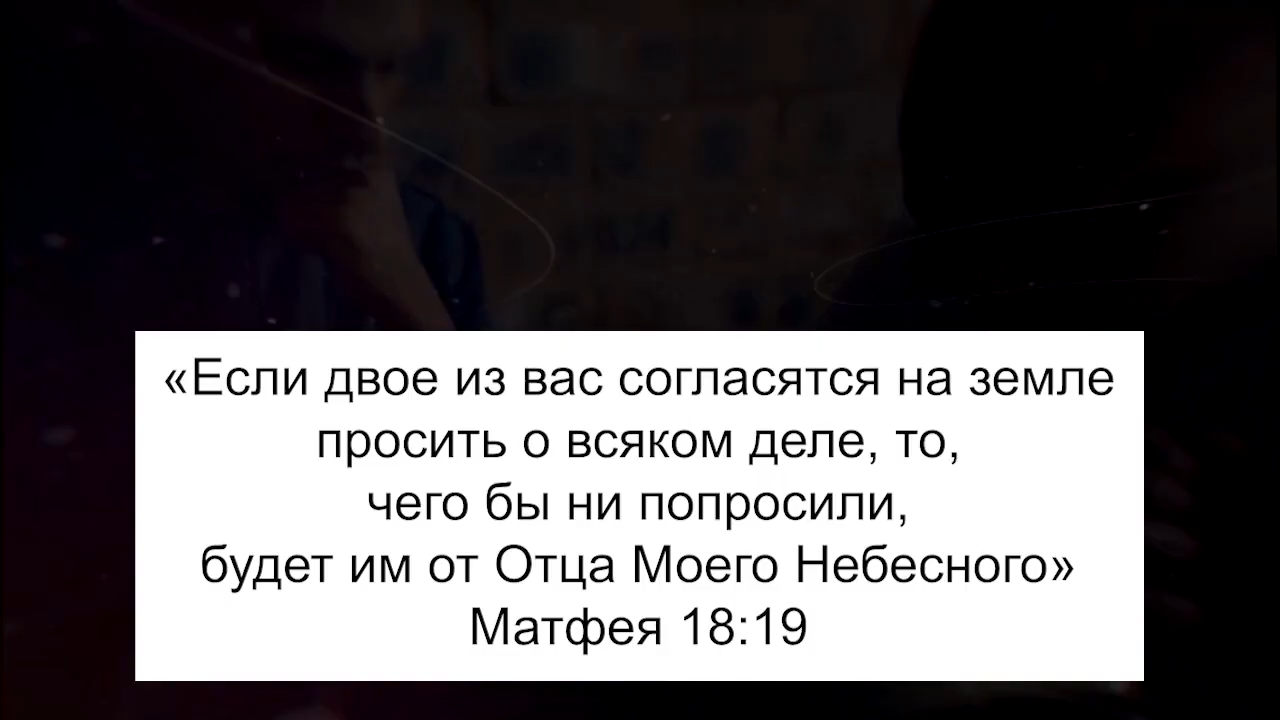 «Если двое из вас согласятся на земле
просить о всяком деле, то,
чего бы ни попросили,
будет им от Отца Моего Небесного»
Матфея 18:19